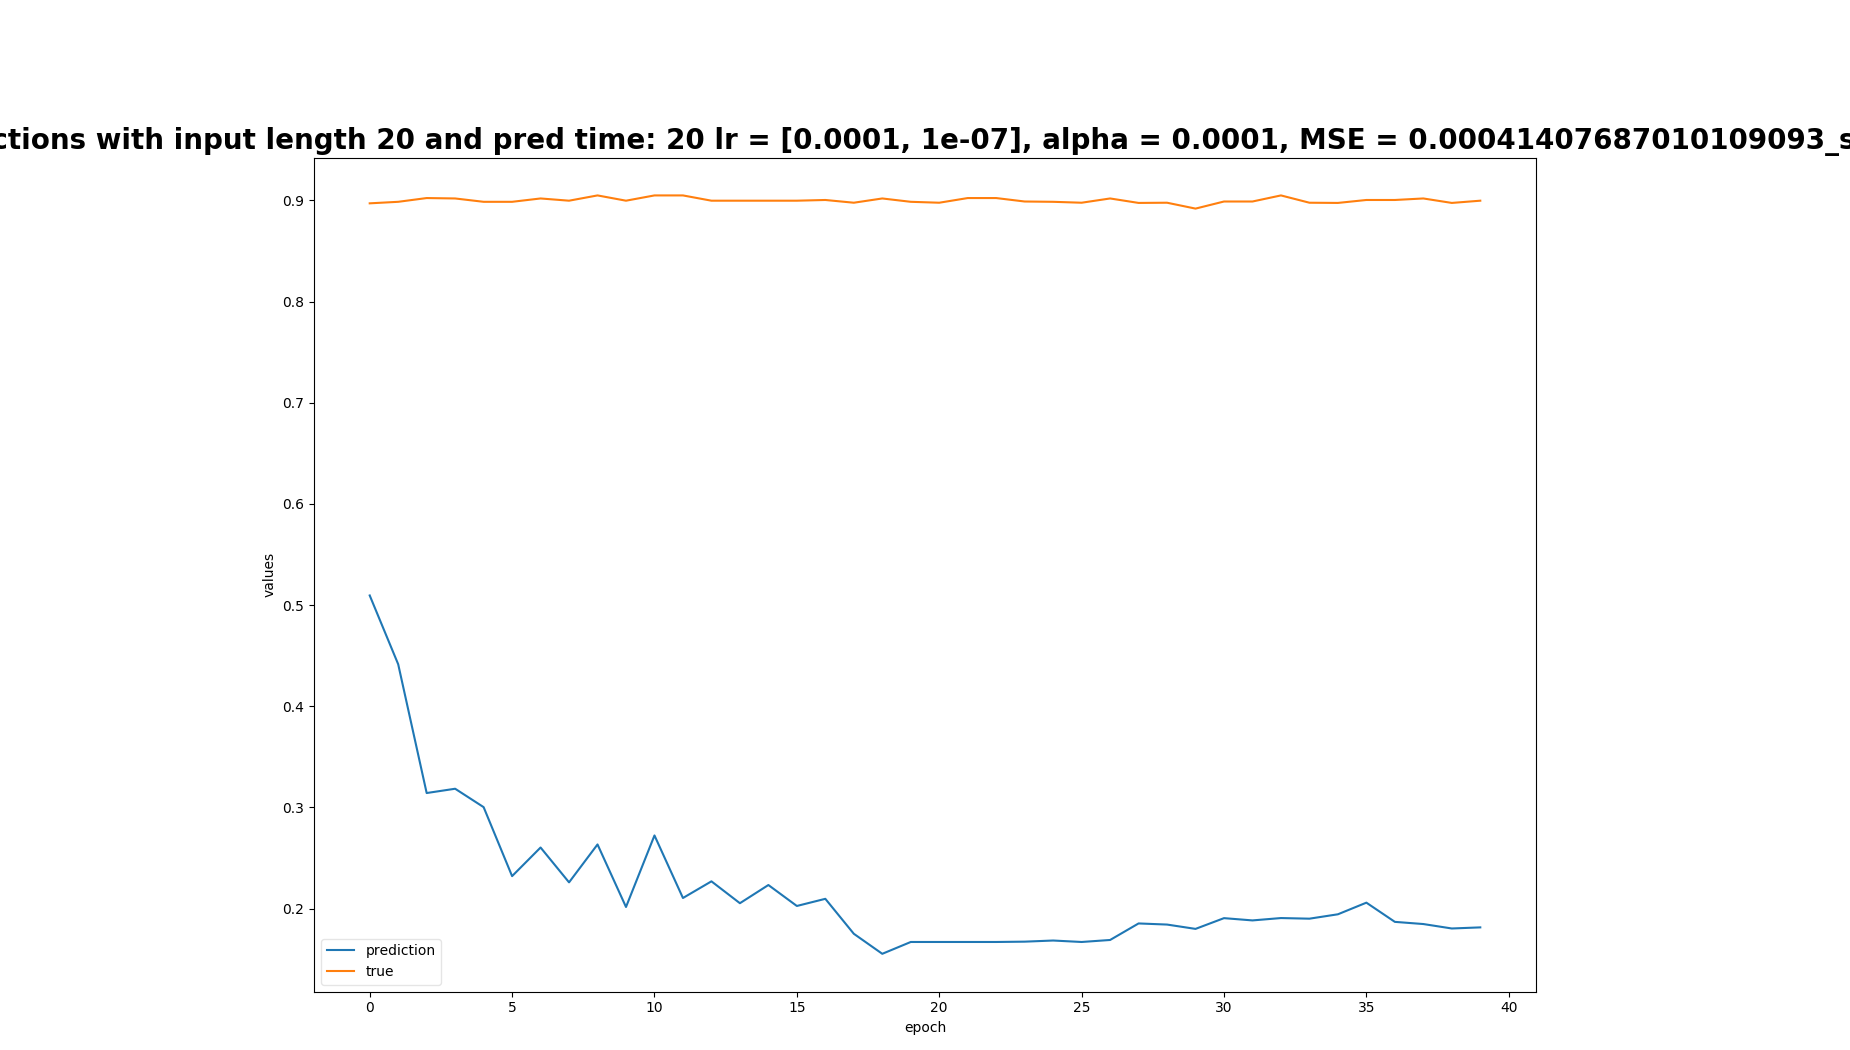 ctions with input length 20 and pred time: 20 lr = [0.0001, 1e-07], alpha = 0.0001, MSE = 0.00041407687010109093_s
0.9
0.8
0.7
0.6
0.5
0.4
0.3
0.2
values
prediction
true
0 5 10 15 20 25 30 35 40
epoch